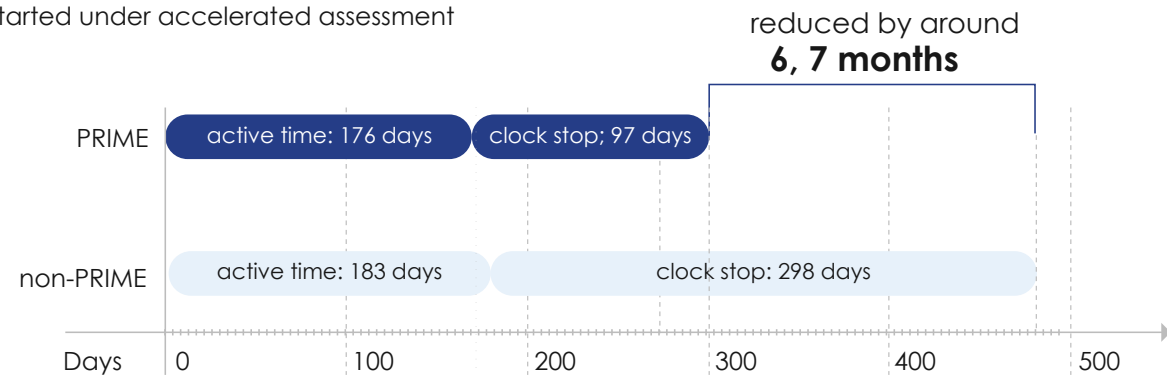 tarted under accelerated assessment
reduced by around
6, 7 months
PRIME
active time: 176 days
clock stop; 97 days
non-PRIME
active time: 183 days
clock stop: 298 days
Days 0 100 200 300 400 500